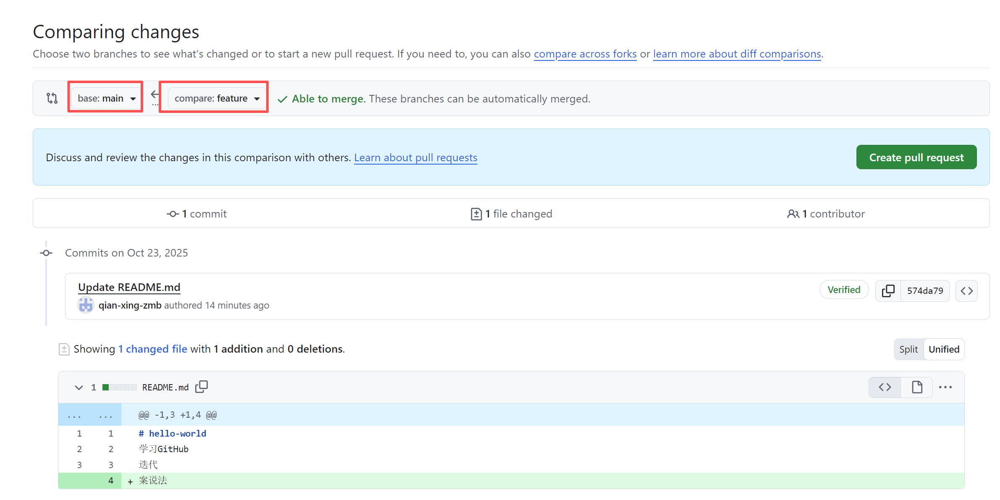 Comparing changes
Choose two branches to see what's changed or to start a new pull request. If you need to, you can also compare across forks or learn more about diff comparisons.
base: main ... compare: feature Able to merge. These branches can be automatically merged.
Discuss and review the changes in this comparison with others. Learn about pull requests Create pull request
1 commit 1 file changed 1 contributor
Commits on Oct 23, 2025
Update README.md
qian-xing-zmb authored 14 minutes ago
Verified 574da79
Showing 1 changed file with 1 addition and 0 deletions. Split Unified
1 README.md
... ... @@ -1,3 +1,4 @@
1 1 # hello-world
2 2 学习GitHub
3 3 迭代
4 + 案说法